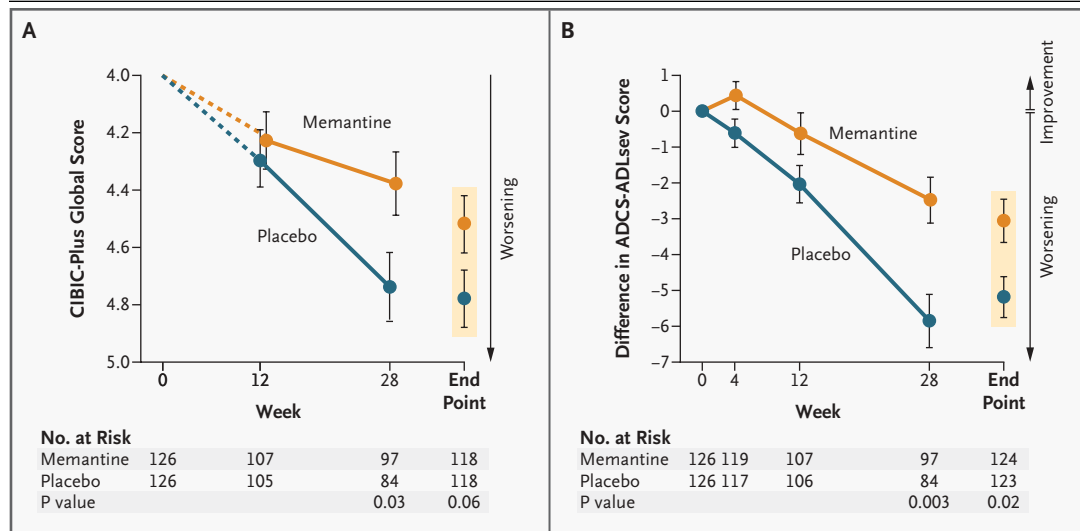 A
CIBIC-Plus Global Score
4.0
4.2
4.4
4.6
4.8
5.0
Memantine
Placebo
Worsening
0 12 28 End Point
Week
No. at Risk
Memantine 126 107 97 118
Placebo 126 105 84 118
P value 0.03 0.06
B
Difference in ADCS-ADLsev Score
1
0
–1
–2
–3
–4
–5
–6
–7
Memantine
Placebo
Improvement
Worsening
0 4 12 28 End Point
Week
No. at Risk
Memantine 126 119 107 97 124
Placebo 126 117 106 84 123
P value 0.003 0.02